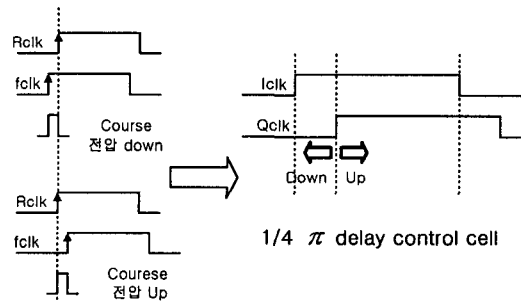 Rclk
fclk
Course
전압 down
Rclk
fclk
Courese
전압 Up
Iclk
Qclk
Down Up
1/4 π delay control cell